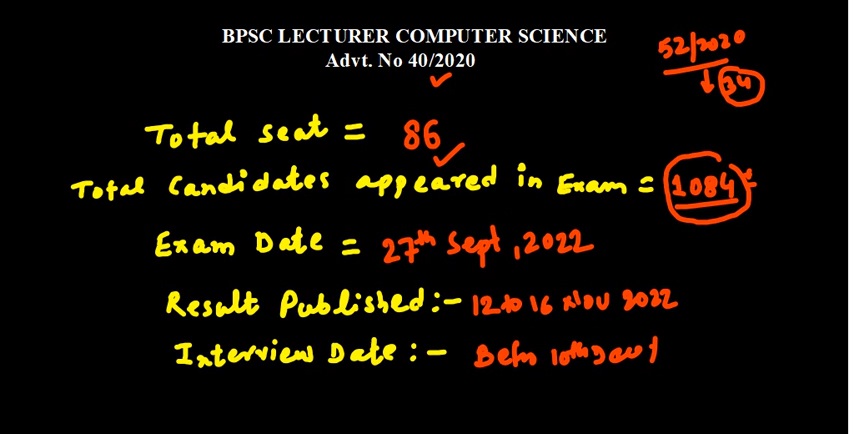 BPSC LECTURER COMPUTER SCIENCE
Advt. No 40/2020
52/2020
34
Total seat = 86
Total Candidates appeared in Exam = 1084
Exam Date = 27th Sept, 2022
Result Published :- 12 to 16 Nov 2022
Interview Date :- 10th